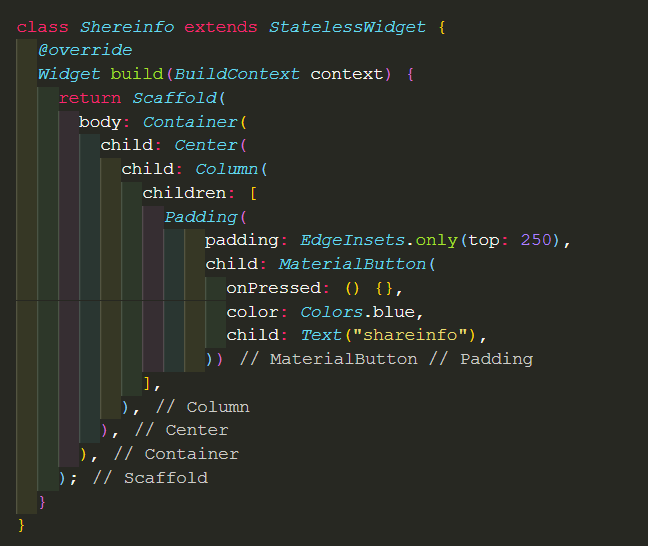 class Shereinfo extends StatelessWidget {
  @override
  Widget build(BuildContext context) {
    return Scaffold(
      body: Container(
        child: Center(
          child: Column(
            children: [
              Padding(
                  padding: EdgeInsets.only(top: 250),
                  child: MaterialButton(
                    onPressed: () {},
                    color: Colors.blue,
                    child: Text("shareinfo"),
                  )) // MaterialButton // Padding
            ],
          ), // Column
        ), // Center
      ), // Container
    ); // Scaffold
  }
}